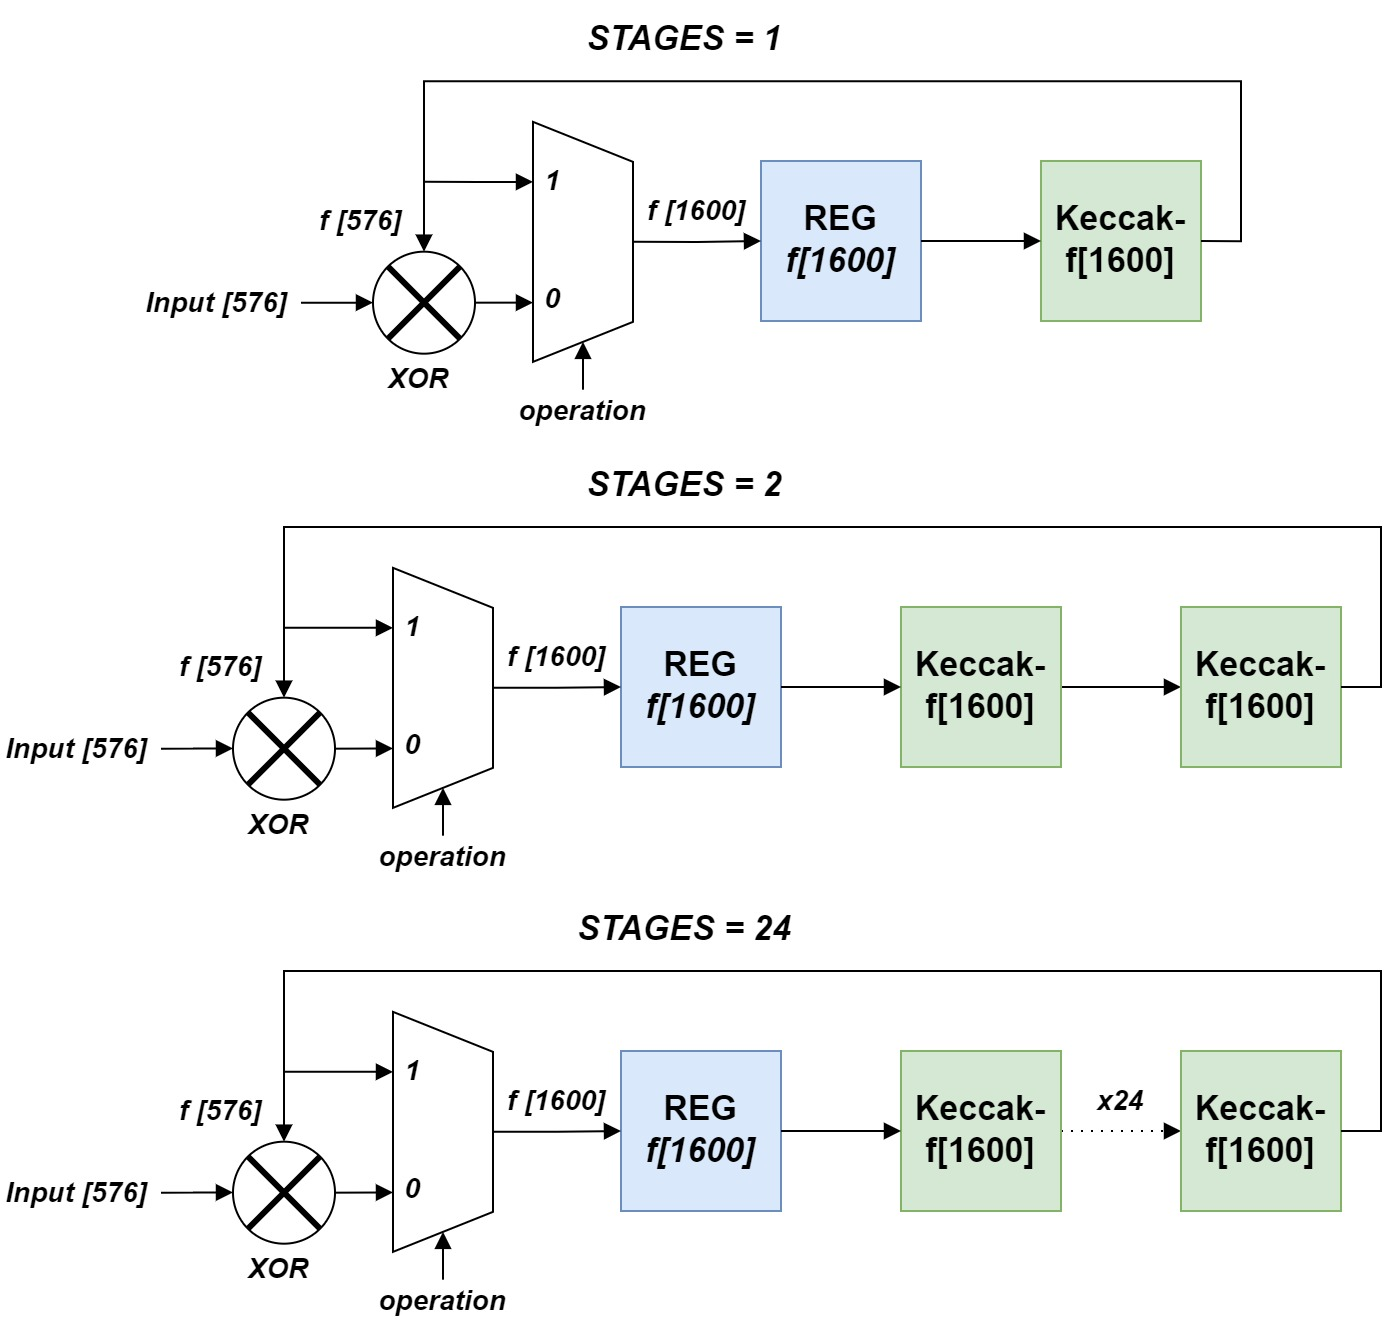 STAGES = 1
1
f [1600]
REG
f[1600]
Keccak-
f[1600]
f [576]
Input [576]
0
XOR
operation
STAGES = 2
1
f [1600]
REG
f[1600]
Keccak-
f[1600]
Keccak-
f[1600]
f [576]
Input [576]
0
XOR
operation
STAGES = 24
1
f [1600]
REG
f[1600]
Keccak-
f[1600]
x24
Keccak-
f[1600]
f [576]
Input [576]
0
XOR
operation